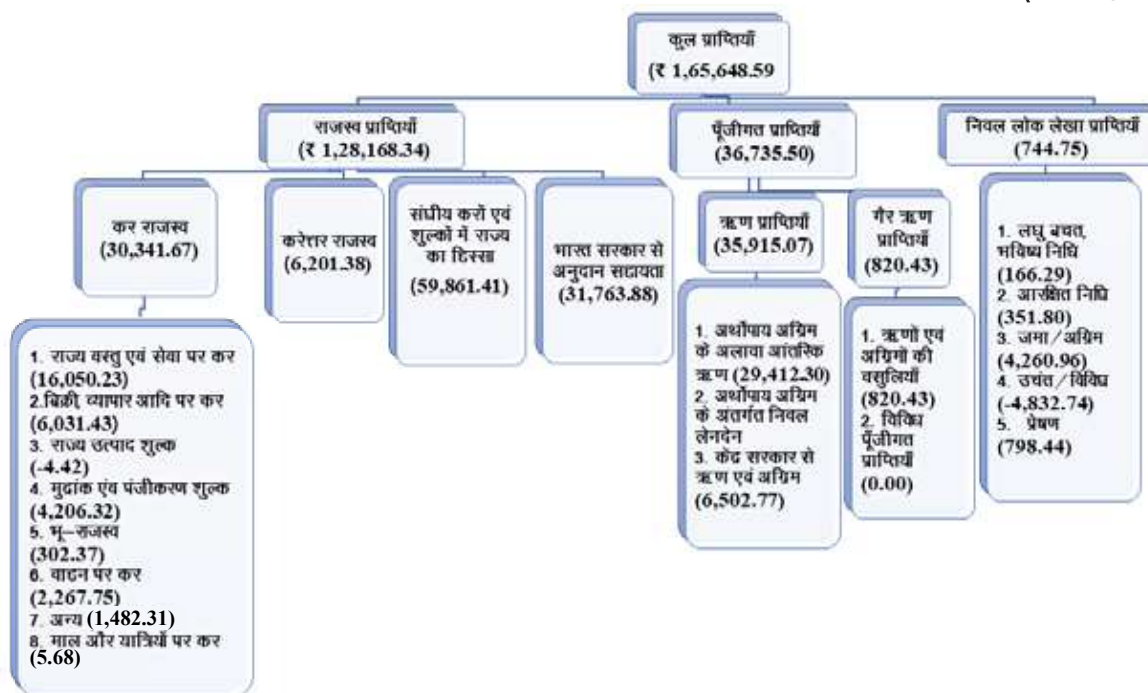 कुल प्राप्तियाँ
(₹ 1,65,648.59
राजस्व प्राप्तियाँ
(₹ 1,28,168.34)
पूँजीगत प्राप्तियाँ
(36,735.50)
निवल लोक लेखा प्राप्तियाँ
(744.75)
कर राजस्व
(30,341.67)
करेत्तर राजस्व
(6,201.38)
संघीय करों एवं
शुल्कों में राज्य
का हिस्सा
(59,861.41)
भारत सरकार से
अनुदान सहायता
(31,763.88)
ऋण प्राप्तियाँ
(35,915.07)
गैर ऋण
प्राप्तियाँ
(820.43)
1. राज्य वस्तु एवं सेवा पर कर
(16,050.23)
2.बिक्री, व्यापार आदि पर कर
(6,031.43)
3. राज्य उत्पाद शुल्क
(-4.42)
4. मुद्रांक एंव पंजीकरण शुल्क
(4,206.32)
5. भू–राजस्व
(302.37)
6. वाहन पर कर
(2,267.75)
7. अन्य (1,482.31)
8. माल और यात्रियों पर कर
(5.68)
1. अर्थोपाय अग्रिम
के अलावा आंतरिक
ऋण (29,412.30)
2. अर्थोपाय अग्रिम
के अंतर्गत निवल
लेनदेन
3. केंद्र सरकार से
ऋण एवं अग्रिम
(6,502.77)
1. ऋणों एवं
अग्रिमों की
वसुलियाँ
(820.43)
2. विविध
पूँजीगत
प्राप्तियाँ
(0.00)
1. लघु बचत,
भविष्य निधि
(166.29)
2. आरक्षित निधि
(351.80)
3. जमा/अग्रिम
(4,260.96)
4. उचंत/विविध
(-4,832.74)
5. प्रेषण
(798.44)